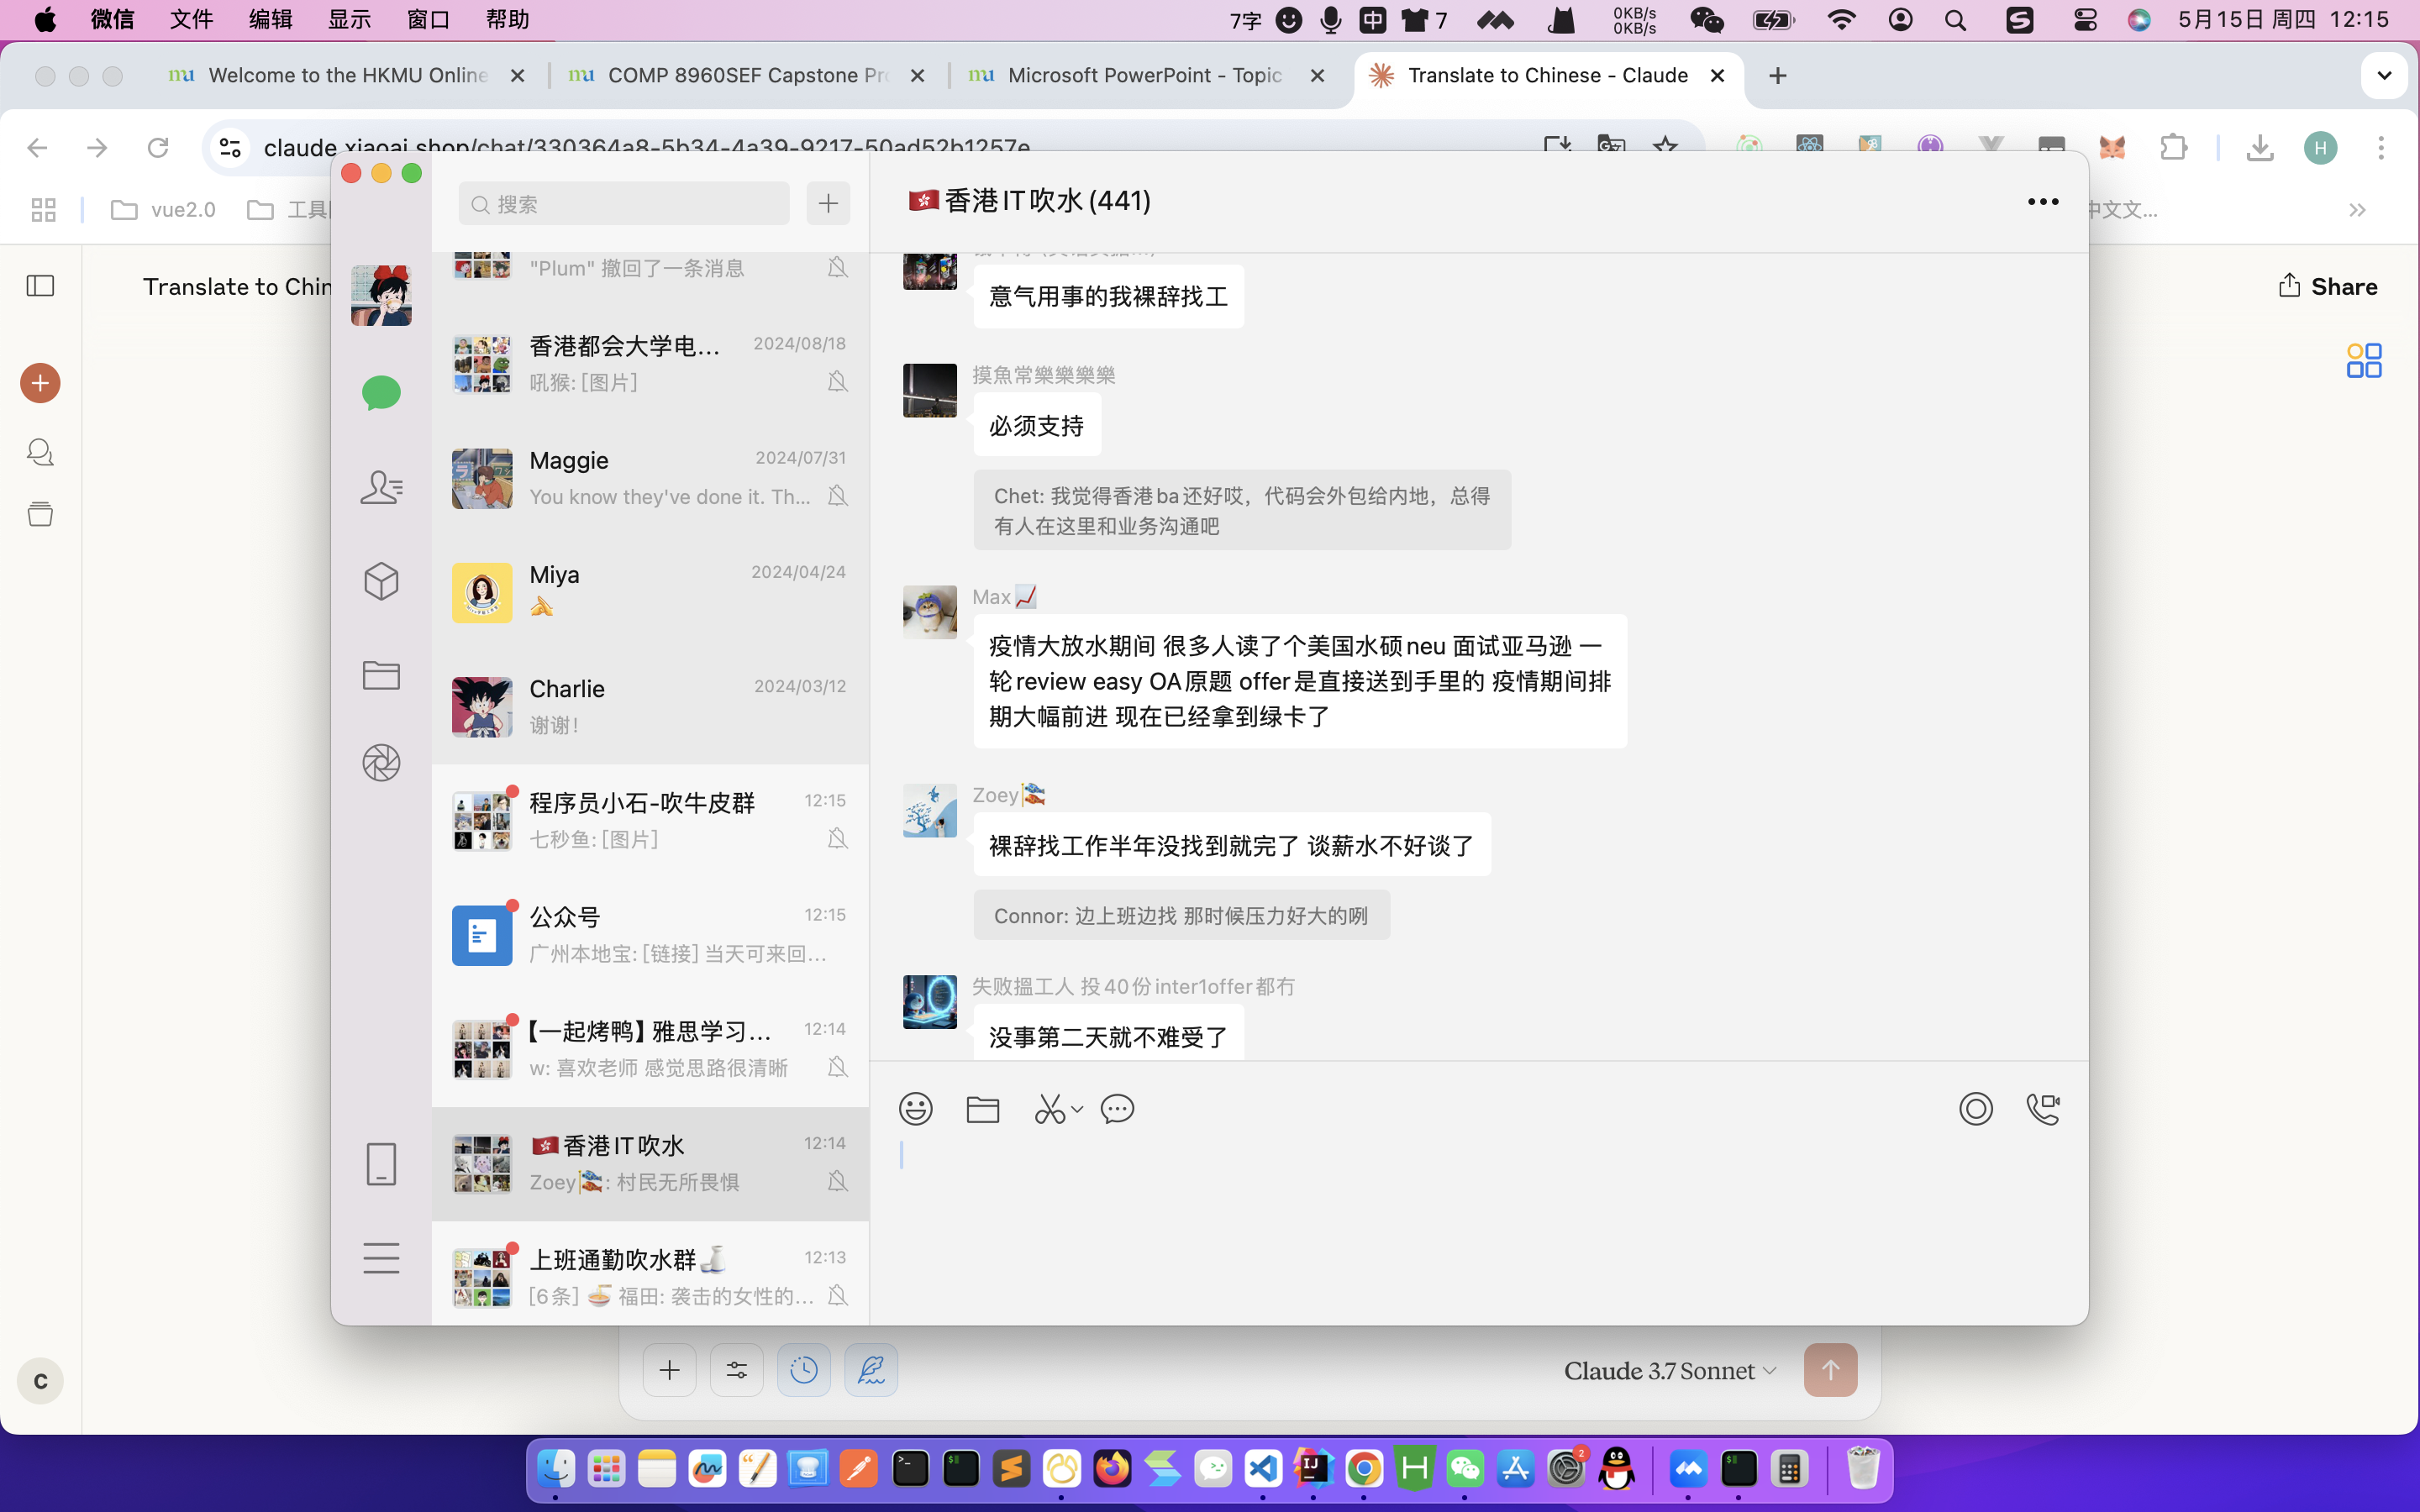 微信 文件 编辑 显示 窗口 帮助 7字 中 7 0KB/s 5月15日 周四 12:15
0KB/s
Welcome to the HKMU Online
COMP 8960SEF Capstone Pr
Microsoft PowerPoint - Topic
Translate to Chinese - Claude
claude.xiaoai.shop/chat/330364a8-5b34-4a39-9217-50ad52b1257e
H
vue2.0
工具
中文文...
Translate to Chin
Share
C
搜索
"Plum" 撤回了一条消息
香港都会大学电... 2024/08/18
吼猴: [图片]
Maggie 2024/07/31
You know they've done it. Th...
Miya 2024/04/24
Charlie 2024/03/12
谢谢!
程序员小石-吹牛皮群 12:15
七秒鱼: [图片]
公众号 12:15
广州本地宝: [链接] 当天可来回...
【一起烤鸭】雅思学习... 12:14
w: 喜欢老师 感觉思路很清晰
🇭🇰香港IT吹水 12:14
Zoey🎏: 村民无所畏惧
上班通勤吹水群🍶 12:13
[6条] 🍜 福田: 袭击的女性的...
🇭🇰香港IT吹水 (441)
意气用事的我裸辞找工
摸魚常樂樂樂樂
必须支持
Chet: 我觉得香港ba还好哎，代码会外包给内地，总得
有人在这里和业务沟通吧
Max📈
疫情大放水期间 很多人读了个美国水硕neu 面试亚马逊 一
轮review easy OA原题 offer是直接送到手里的 疫情期间排
期大幅前进 现在已经拿到绿卡了
Zoey🎏
裸辞找工作半年没找到就完了 谈薪水不好谈了
Connor: 边上班边找 那时候压力好大的咧
失败搵工人 投40份inter1offer都冇
没事第二天就不难受了
Claude 3.7 Sonnet
2